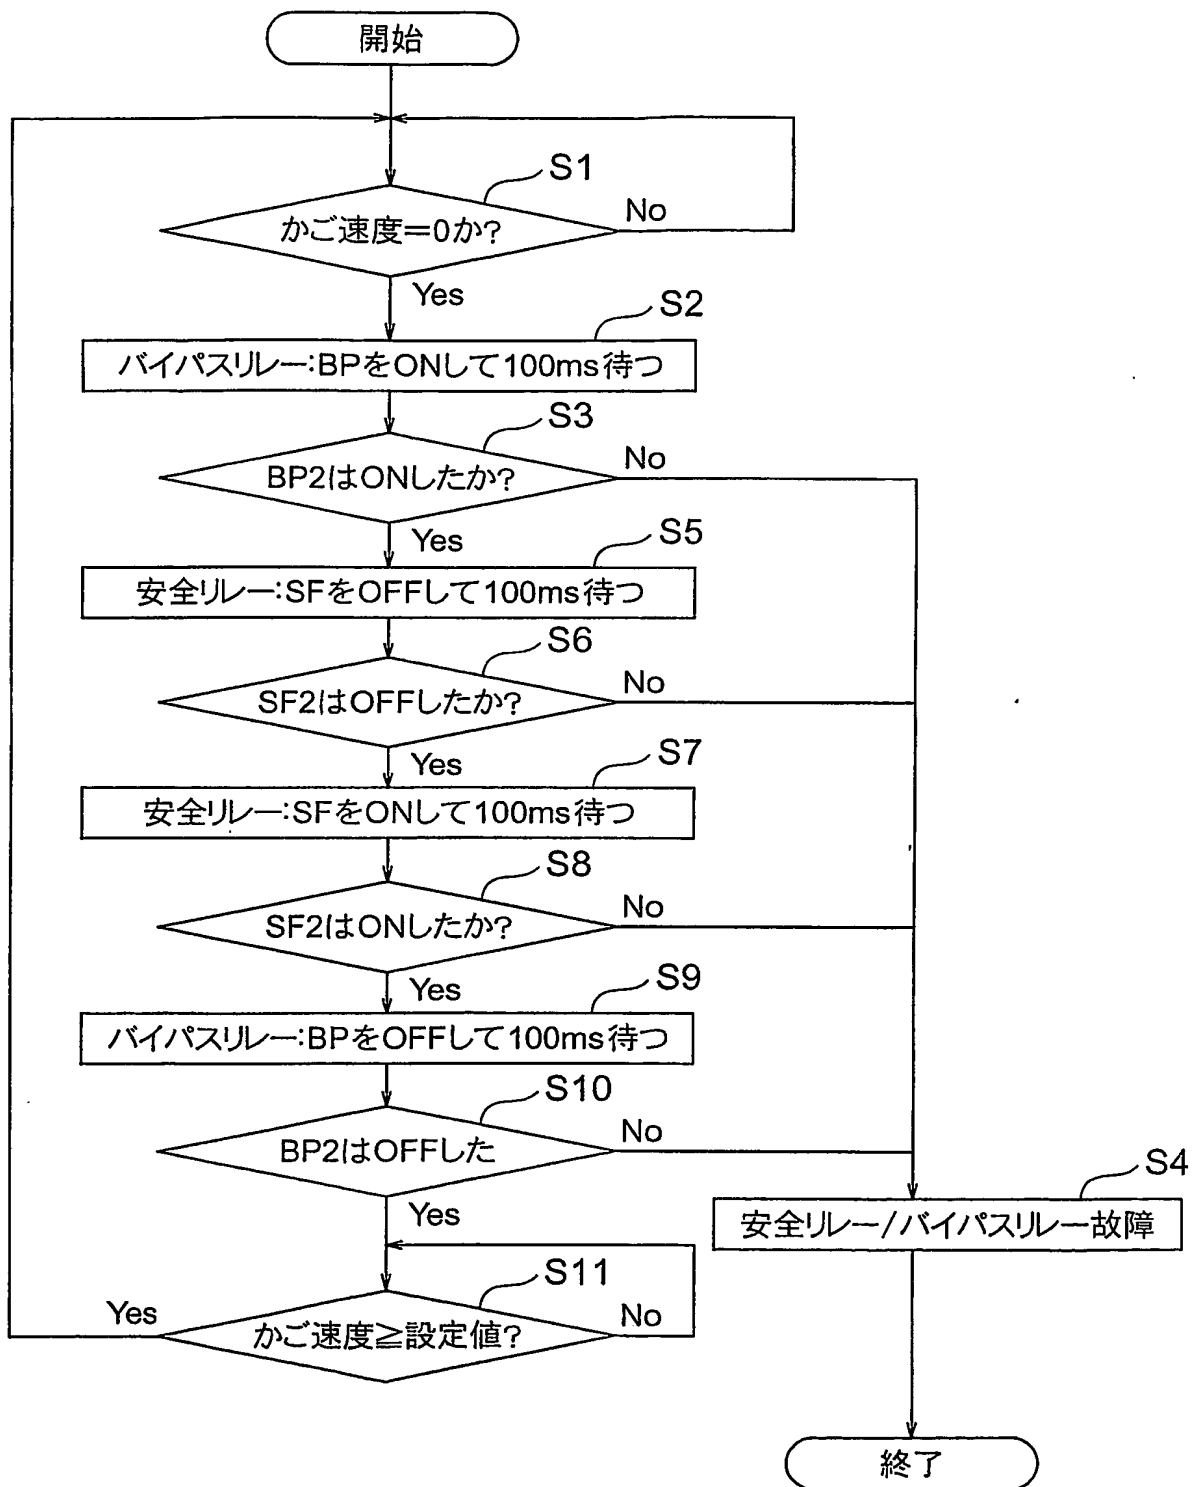 開始
S1
かご速度=0か?
No
Yes
S2
バイパスリレー:BPをONして100ms待つ
S3
BP2はONしたか?
No
Yes
S5
安全リレー:SFをOFFして100ms待つ
S6
SF2はOFFしたか?
No
Yes
S7
安全リレー:SFをONして100ms待つ
S8
SF2はONしたか?
No
Yes
S9
バイパスリレー:BPをOFFして100ms待つ
S10
BP2はOFFした
No
Yes
S4
安全リレー/バイパスリレー故障
S11
かご速度≧設定値?
Yes
No
終了